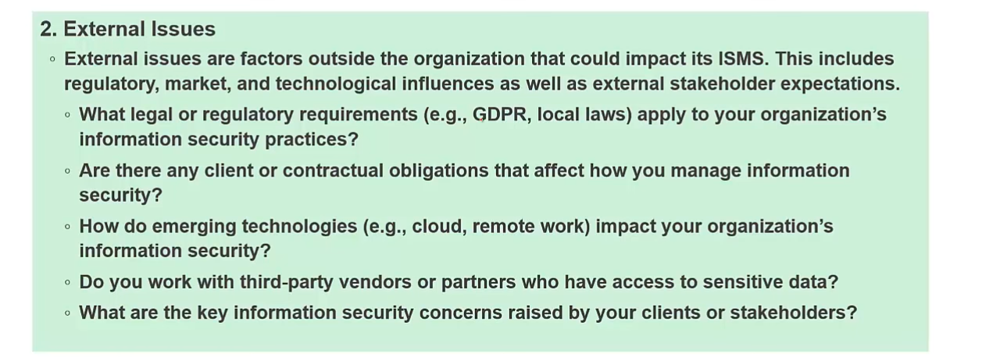 2. External Issues
◦ External issues are factors outside the organization that could impact its ISMS. This includes
regulatory, market, and technological influences as well as external stakeholder expectations.
◦ What legal or regulatory requirements (e.g., GDPR, local laws) apply to your organization’s
information security practices?
◦ Are there any client or contractual obligations that affect how you manage information
security?
◦ How do emerging technologies (e.g., cloud, remote work) impact your organization’s
information security?
◦ Do you work with third-party vendors or partners who have access to sensitive data?
◦ What are the key information security concerns raised by your clients or stakeholders?